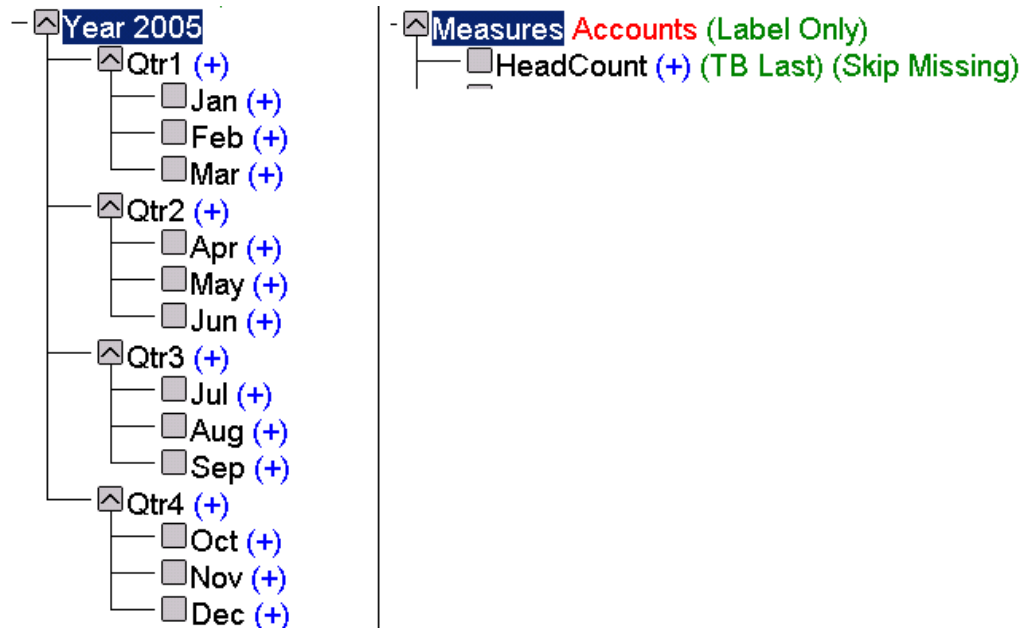 Year 2005
Qtr1 (+)
Jan (+)
Feb (+)
Mar (+)
Qtr2 (+)
Apr (+)
May (+)
Jun (+)
Qtr3 (+)
Jul (+)
Aug (+)
Sep (+)
Qtr4 (+)
Oct (+)
Nov (+)
Dec (+)
Measures Accounts (Label Only)
HeadCount (+) (TB Last) (Skip Missing)